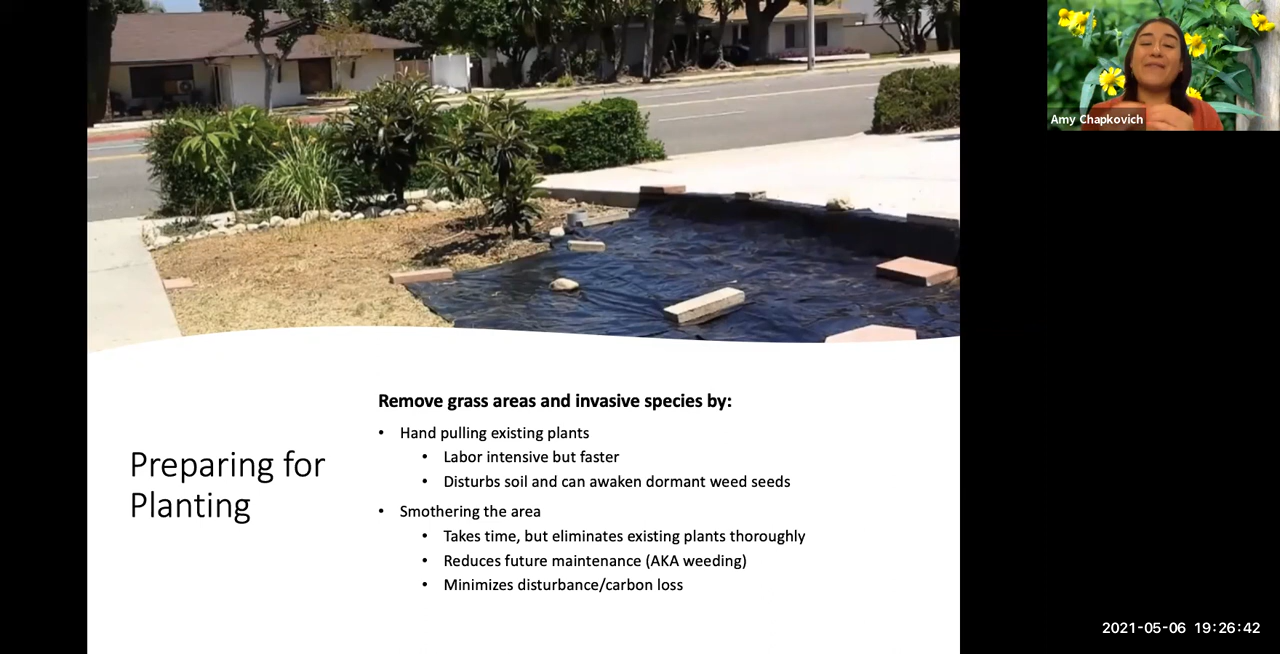 Amy Chapkovich
Remove grass areas and invasive species by:
• Hand pulling existing plants
• Labor intensive but faster
• Disturbs soil and can awaken dormant weed seeds
• Smothering the area
• Takes time, but eliminates existing plants thoroughly
• Reduces future maintenance (AKA weeding)
• Minimizes disturbance/carbon loss
Preparing for
Planting
2021-05-06 19:26:42